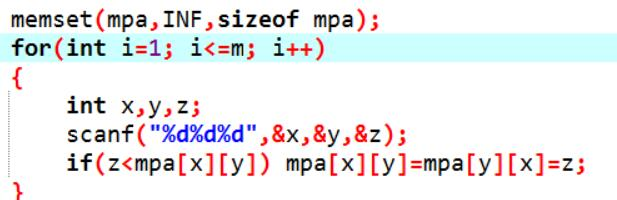 memset(mpa,INF,sizeof mpa);
for(int i=1; i<=m; i++)
{
    int x,y,z;
    scanf("%d%d%d",&x,&y,&z);
    if(z<mpa[x][y]) mpa[x][y]=mpa[y][x]=z;
}